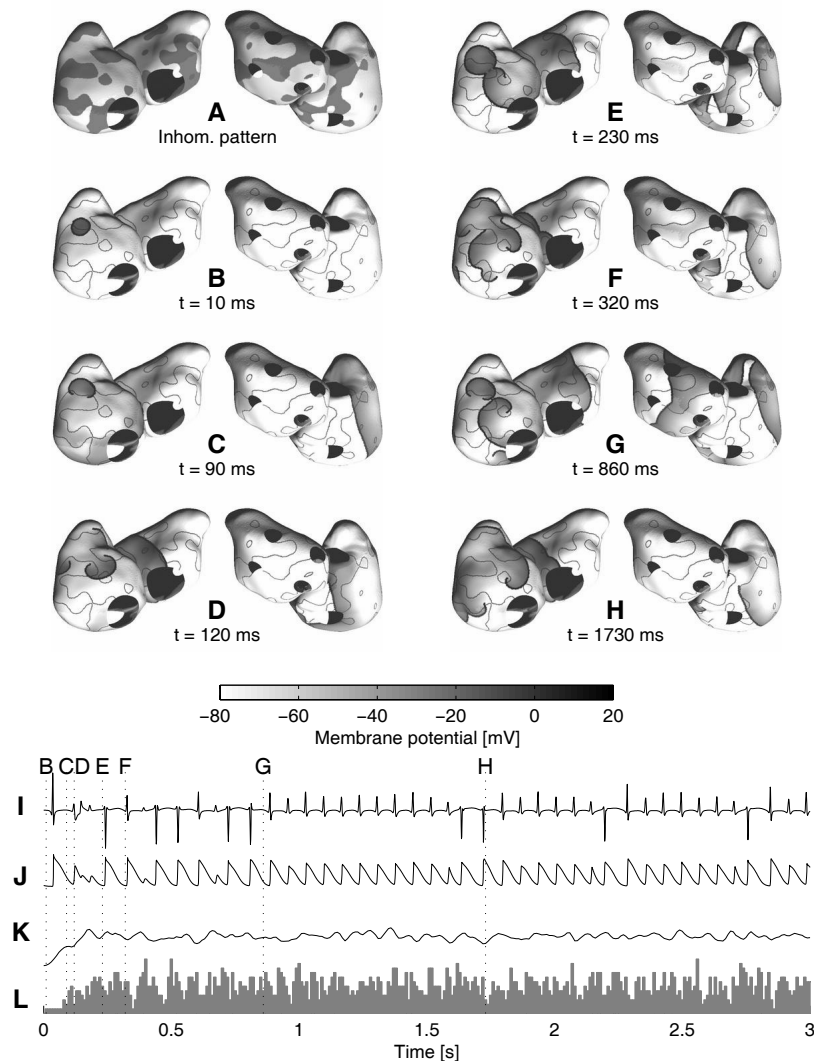 A
Inhom. pattern
B
t = 10 ms
C
t = 90 ms
D
t = 120 ms
E
t = 230 ms
F
t = 320 ms
G
t = 860 ms
H
t = 1730 ms
−80 −60 −40 −20 0 20
Membrane potential [mV]
B C D E F G H
I
J
K
L
0 0.5 1 1.5 2 2.5 3
Time [s]